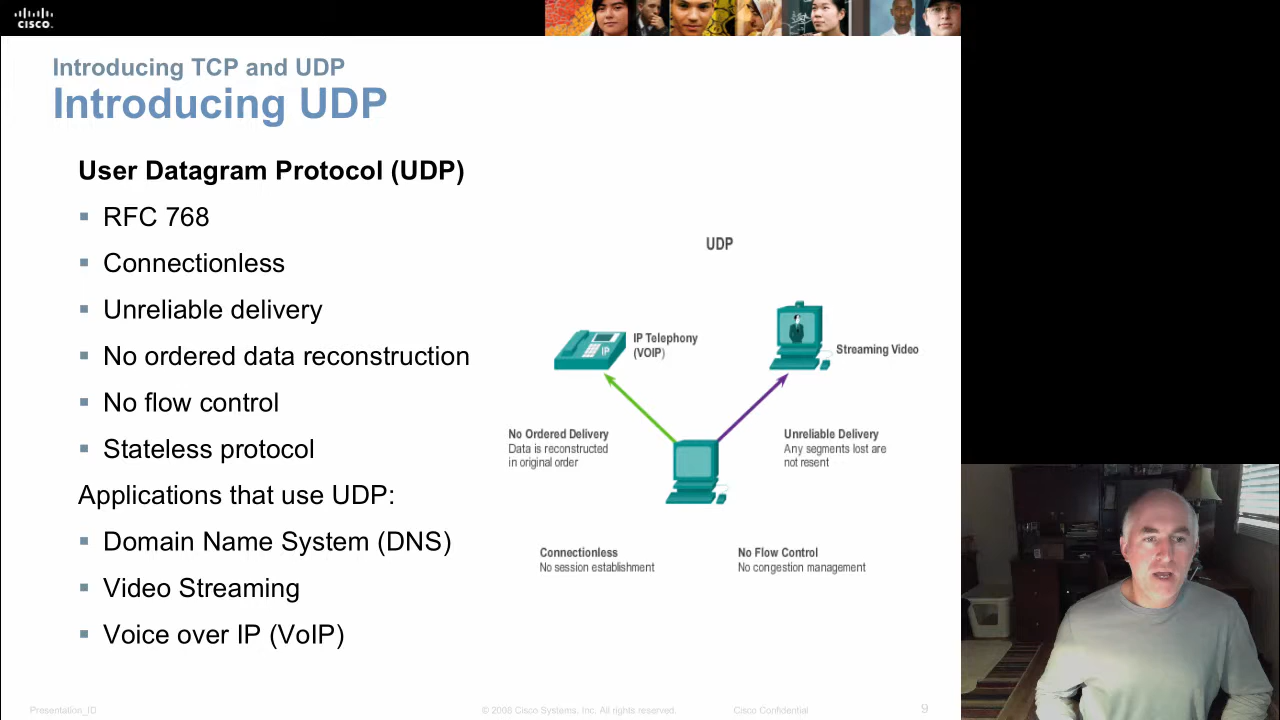 CISCO.
Introducing TCP and UDP
Introducing UDP
User Datagram Protocol (UDP)
RFC 768
Connectionless
Unreliable delivery
No ordered data reconstruction
No flow control
Stateless protocol
Applications that use UDP:
Domain Name System (DNS)
Video Streaming
Voice over IP (VoIP)
UDP
IP
IP Telephony
(VOIP)
Streaming Video
No Ordered Delivery
Data is reconstructed
in original order
Unreliable Delivery
Any segments lost are
not resent
Connectionless
No session establishment
No Flow Control
No congestion management
Presentation_ID
© 2008 Cisco Systems, Inc. All rights reserved.
Cisco Confidential
9